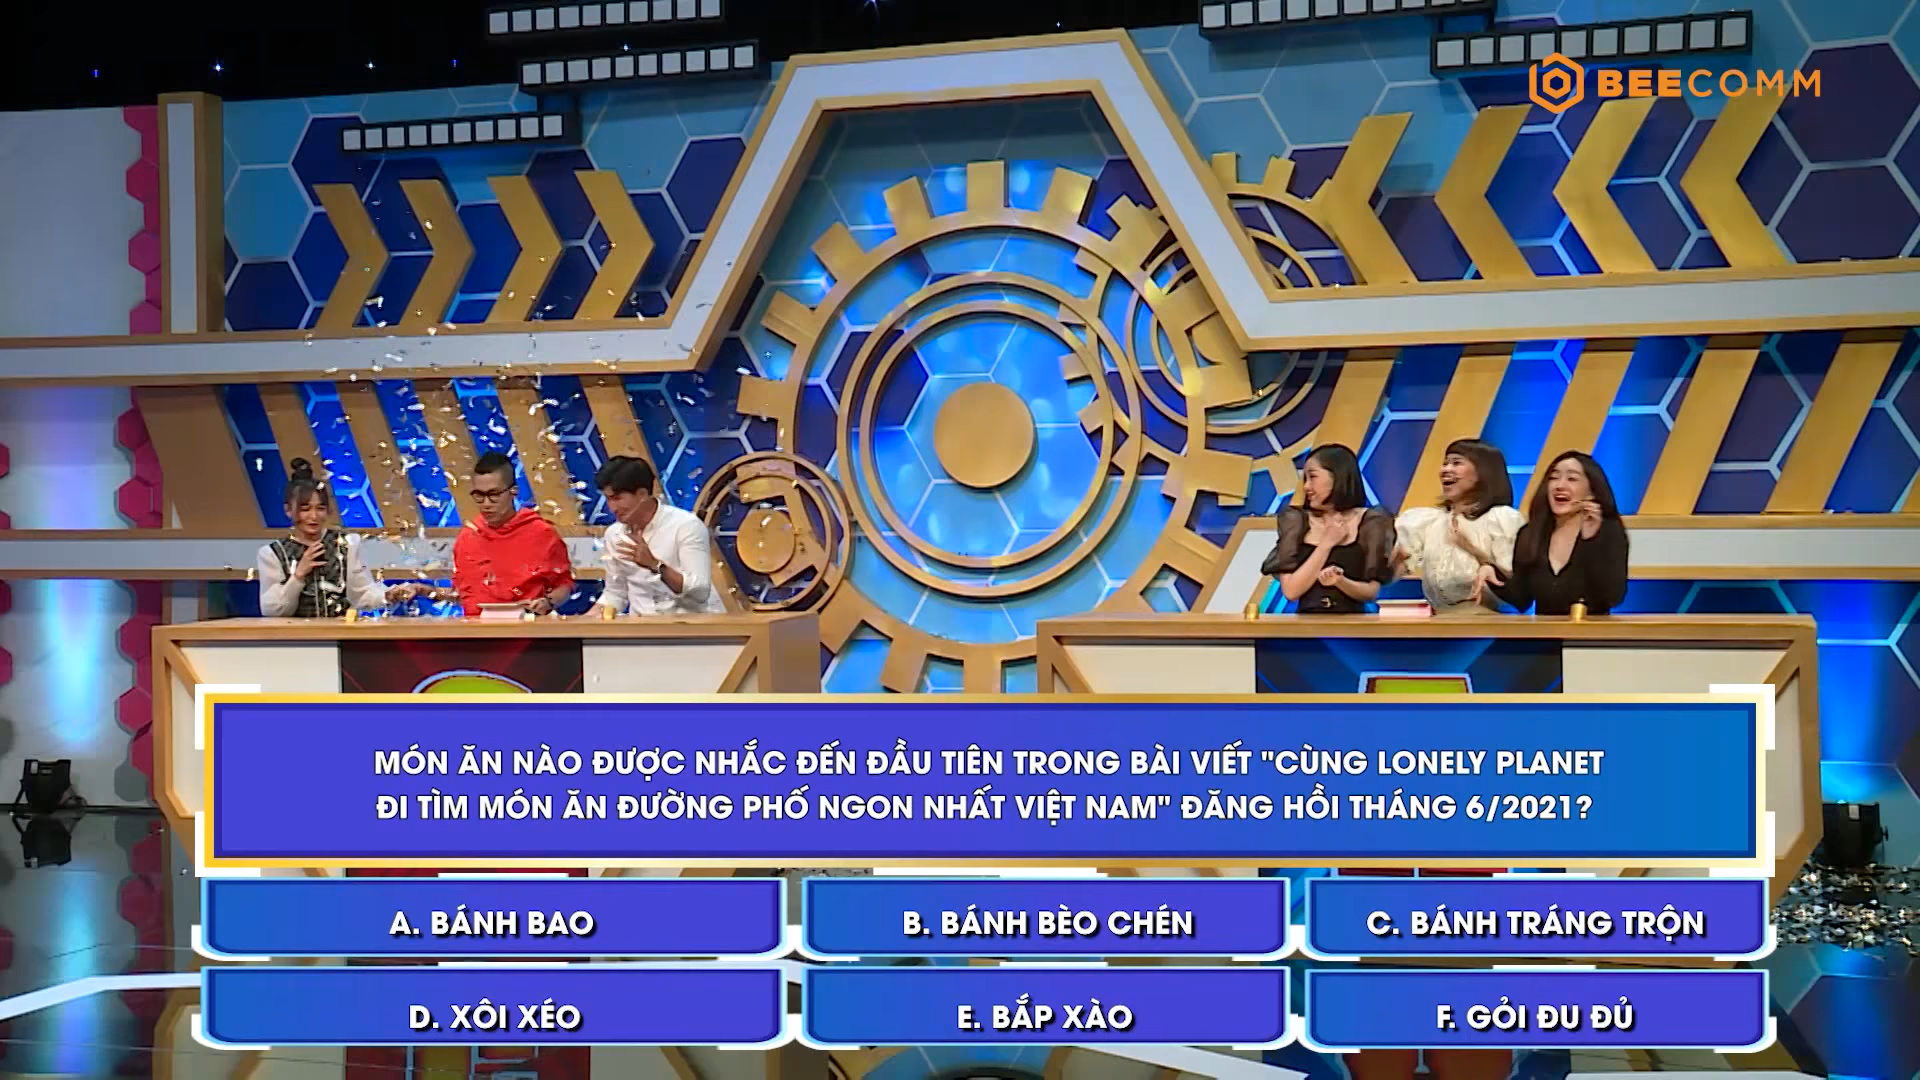 BEECOMM
MÓN ĂN NÀO ĐƯỢC NHẮC ĐẾN ĐẦU TIÊN TRONG BÀI VIẾT "CÙNG LONELY PLANET
ĐI TÌM MÓN ĂN ĐƯỜNG PHỐ NGON NHẤT VIỆT NAM" ĐĂNG HỒI THÁNG 6/2021?
A. BÁNH BAO
B. BÁNH BÈO CHÉN
C. BÁNH TRÁNG TRỘN
D. XÔI XÉO
E. BẮP XÀO
F. GỎI ĐU ĐỦ